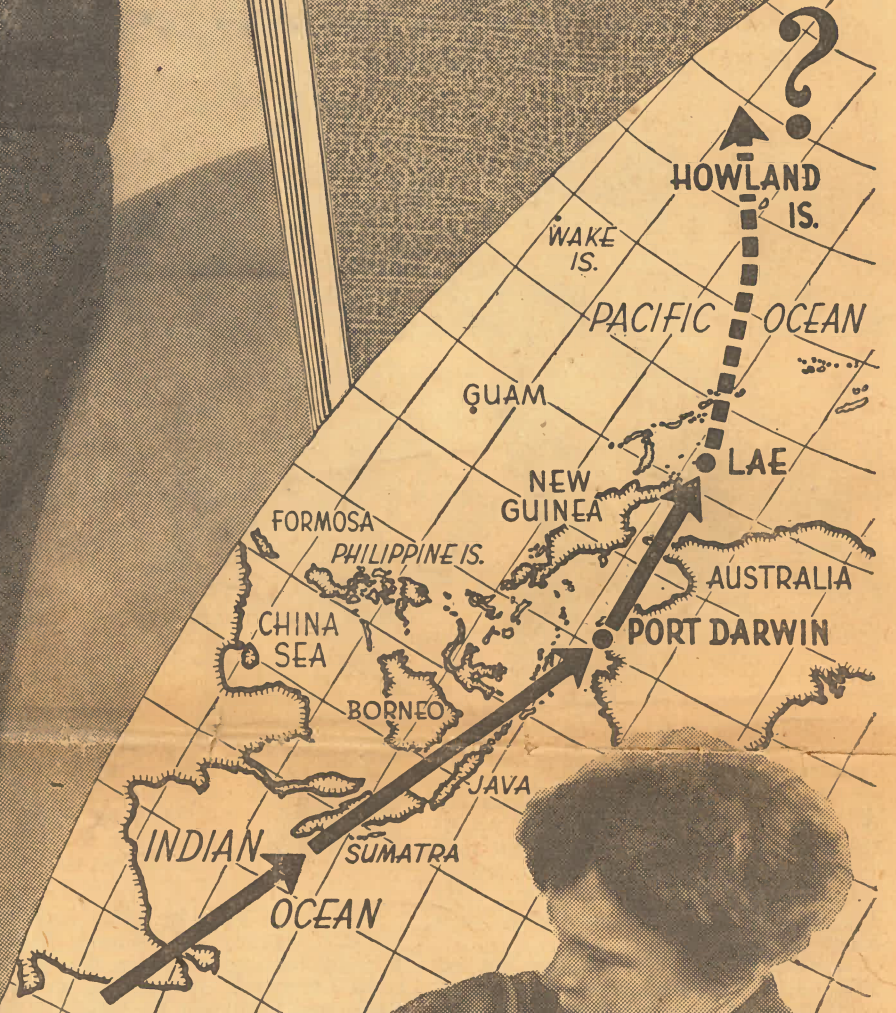 ?
HOWLAND
IS.
WAKE
IS.
PACIFIC OCEAN
GUAM
LAE
NEW
GUINEA
FORMOSA
PHILIPPINE IS.
AUSTRALIA
CHINA
SEA
PORT DARWIN
BORNEO
JAVA
INDIAN
SUMATRA
OCEAN